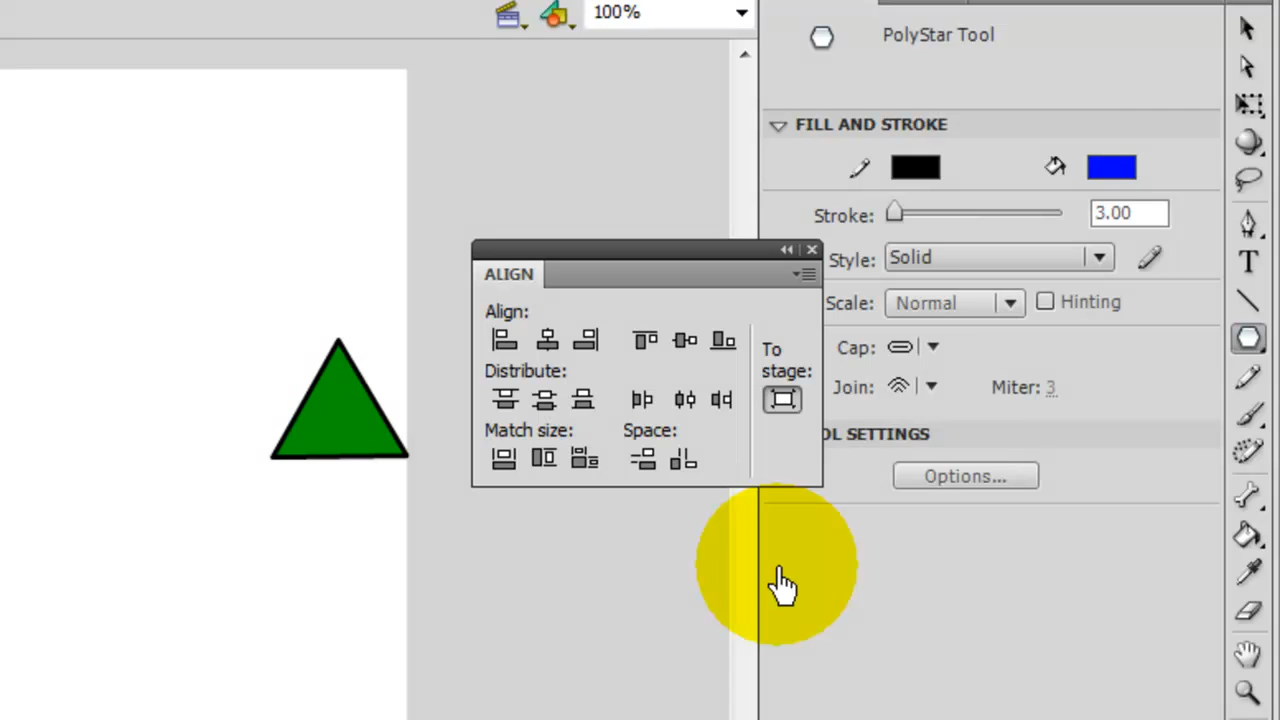 100%
PolyStar Tool
FILL AND STROKE
Stroke: 3.00
Style: Solid
Scale: Normal Hinting
Cap:
Join: Miter: 3
OL SETTINGS
Options...
ALIGN
Align:
Distribute:
Match size: Space:
To
stage:
T